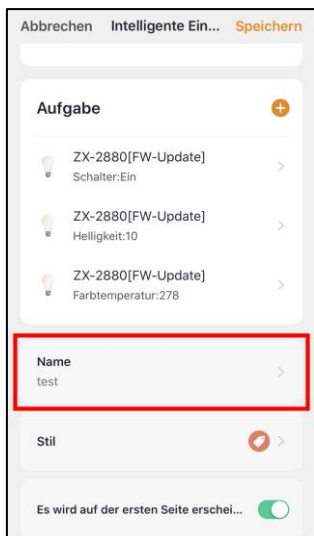 Abbrechen Intelligente Ein... Speichern
Aufgabe
ZX-2880[FW-Update]
Schalter:Ein
ZX-2880[FW-Update]
Helligkeit:10
ZX-2880[FW-Update]
Farbtemperatur:278
Name
test
Stil
Es wird auf der ersten Seite erschei...